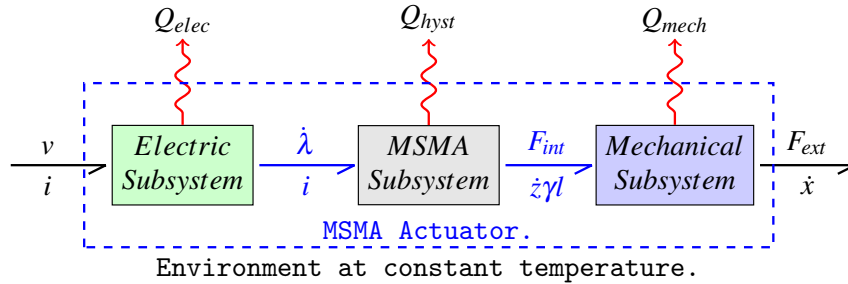 Q_elec Q_hyst Q_mech
v Electric Subsystem λ̇ MSMA Subsystem F_int Mechanical Subsystem F_ext
i i żγl ẋ
MSMA Actuator.
Environment at constant temperature.